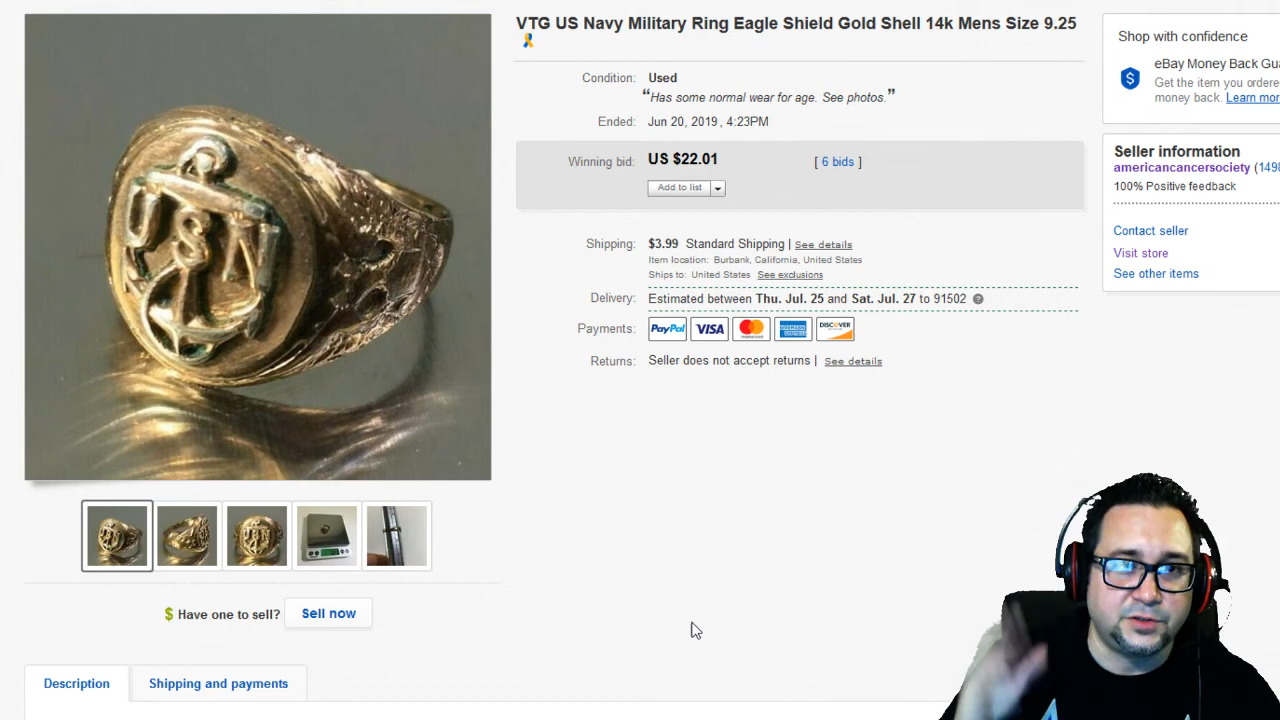 VTG US Navy Military Ring Eagle Shield Gold Shell 14k Mens Size 9.25
Condition: Used
“Has some normal wear for age. See photos.”
Ended: Jun 20, 2019 , 4:23PM
Winning bid: US $22.01 [ 6 bids ]
Add to list
Shipping: $3.99 Standard Shipping | See details
Item location: Burbank, California, United States
Ships to: United States See exclusions
Delivery: Estimated between Thu. Jul. 25 and Sat. Jul. 27 to 91502 ?
Payments: PayPal VISA mastercard AMERICAN EXPRESS DISCOVER
Returns: Seller does not accept returns | See details
Shop with confidence
$ eBay Money Back Gu
Get the item you ordere
money back. Learn mor
Seller information
americancancersociety (149
100% Positive feedback
Contact seller
Visit store
See other items
USN
$ Have one to sell? Sell now
Description
Shipping and payments